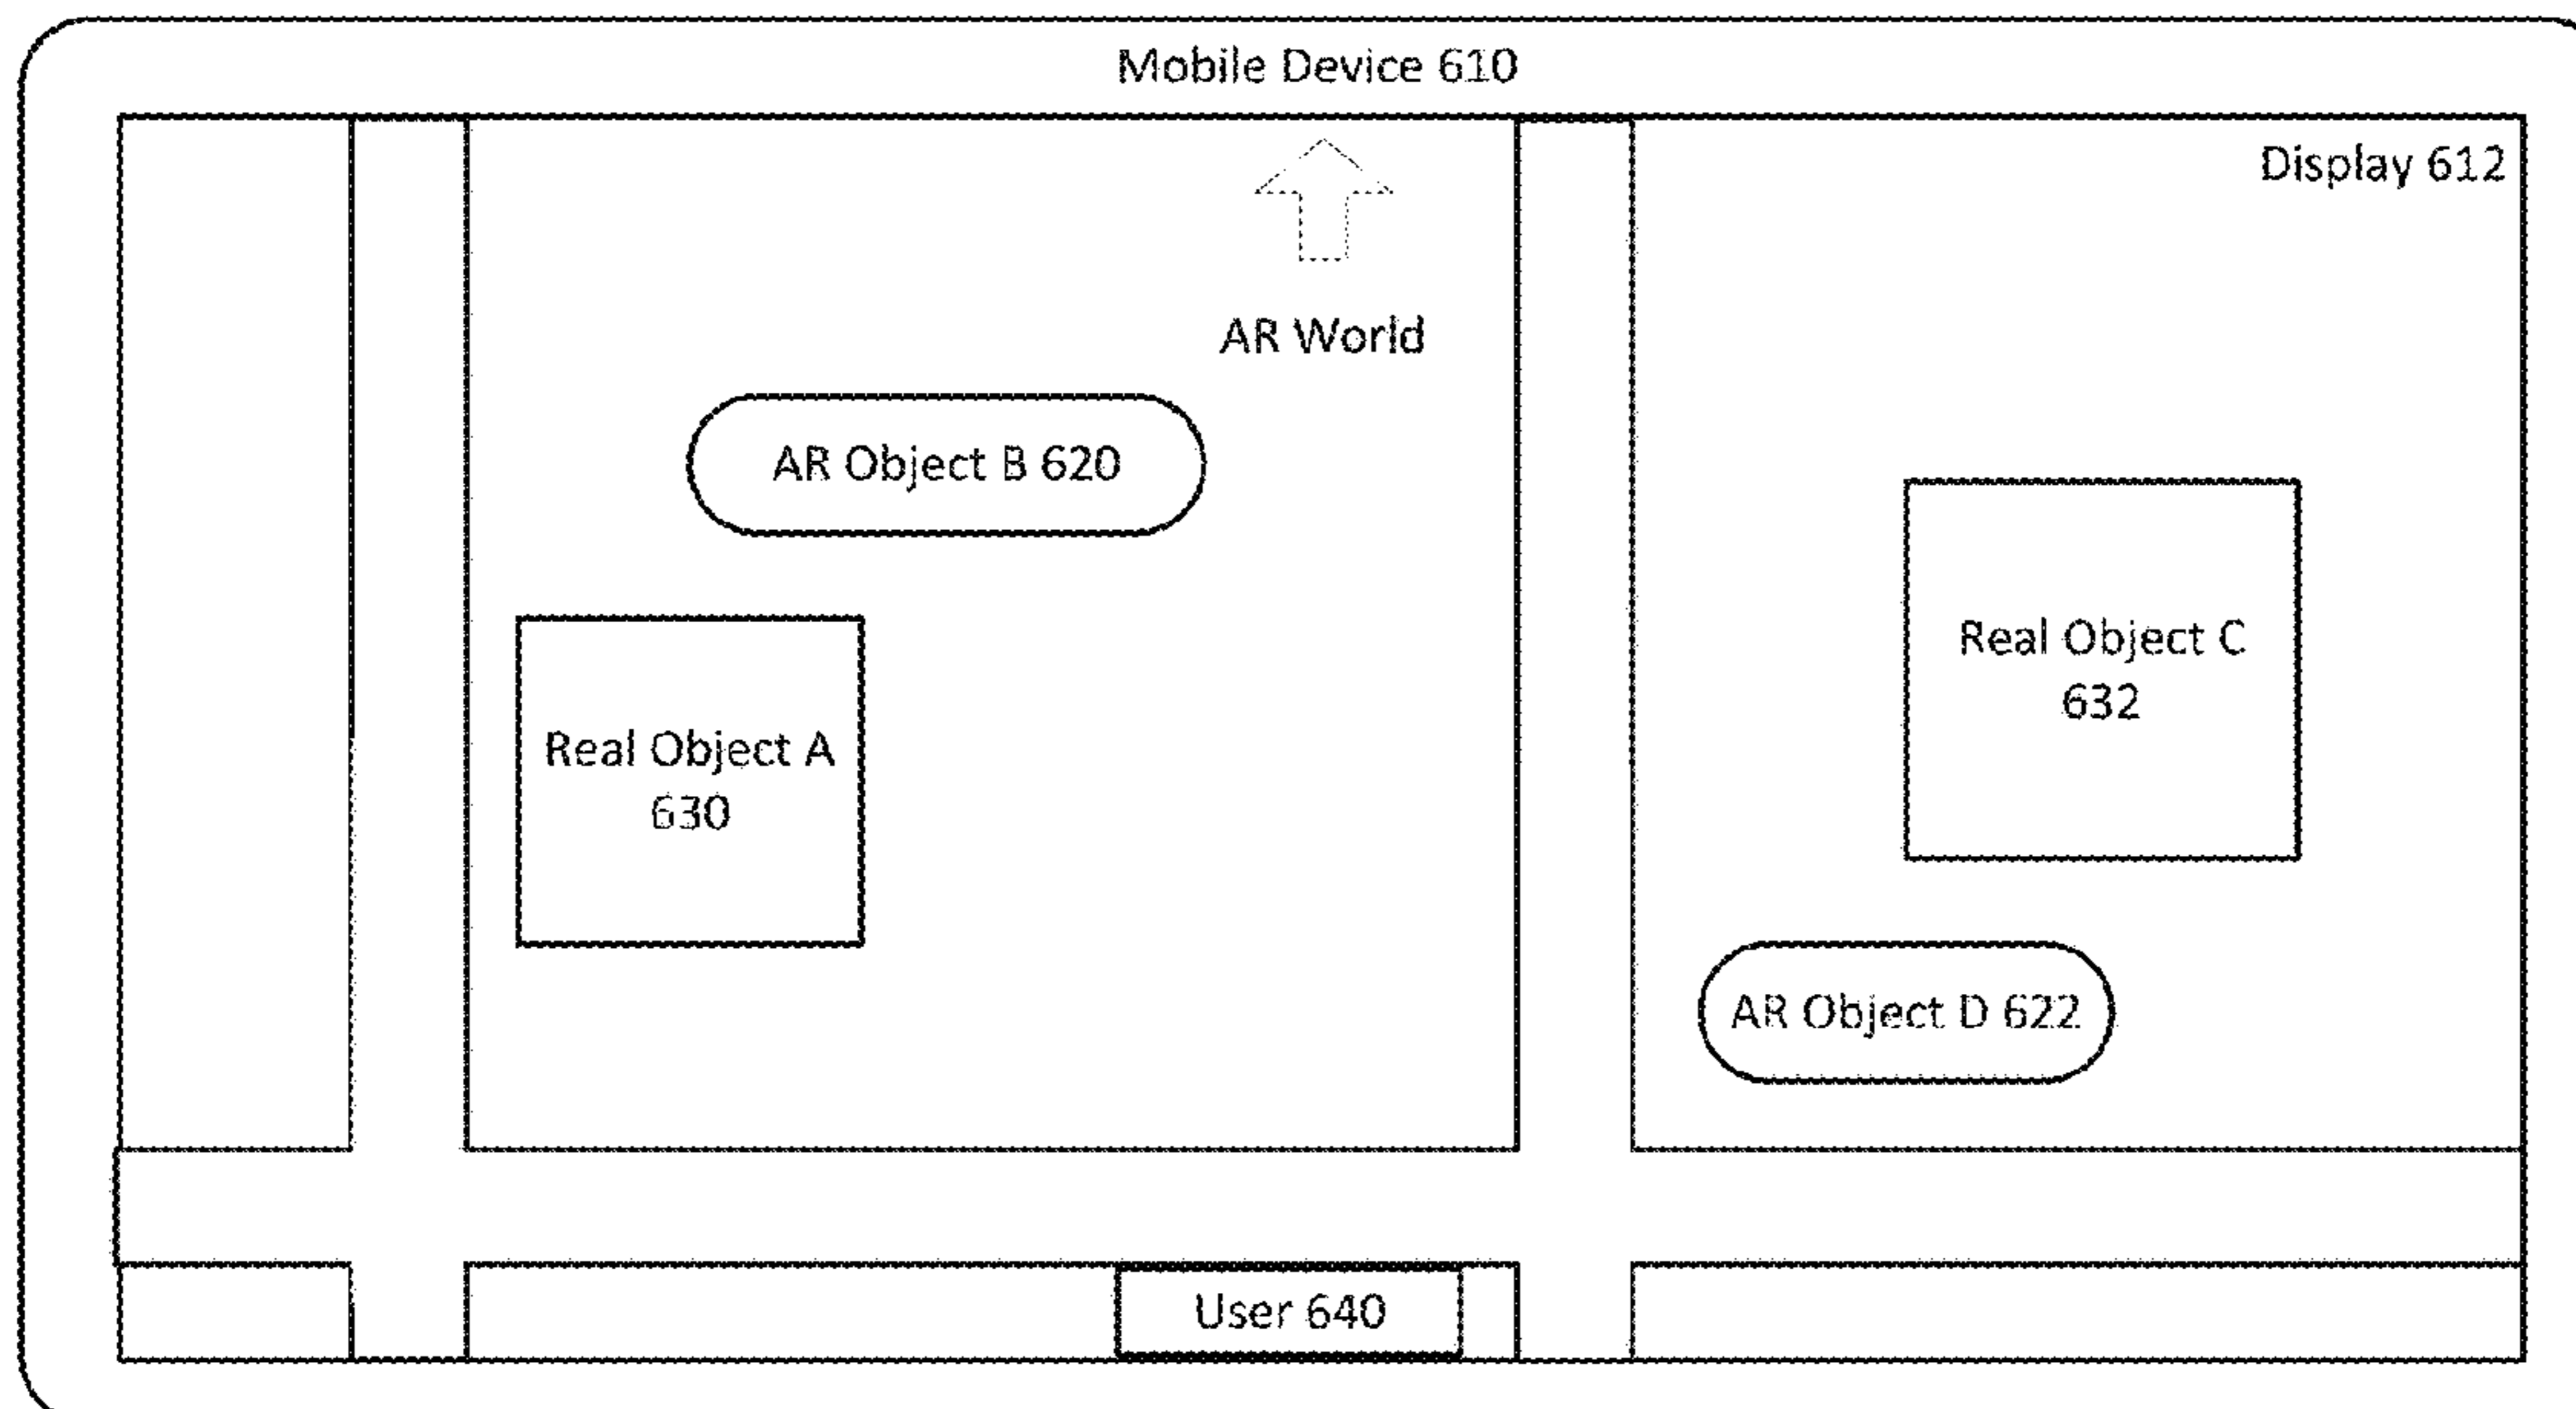 Mobile Device 610
Display 612
AR World
AR Object B 620
Real Object C
632
Real Object A
630
AR Object D 622
User 640